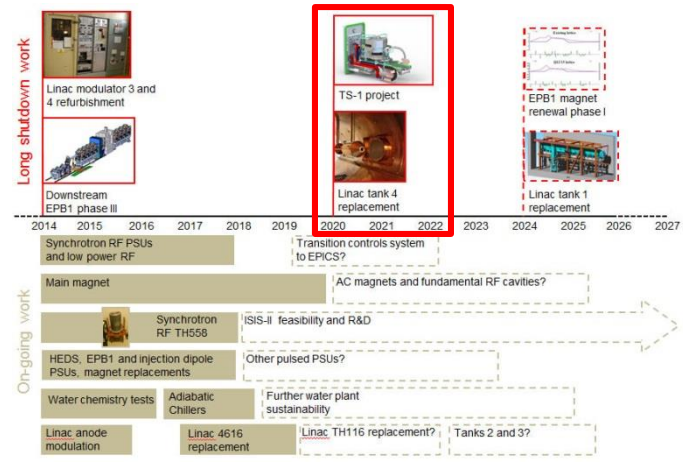 Long shutdown work
Linac modulator 3 and
4 refurbishment
TS-1 project
EPB1 magnet
renewal phase I
Downstream
EPB1 phase III
Linac tank 4
replacement
Linac tank 1
replacement
2014 2015 2016 2017 2018 2019 2020 2021 2022 2023 2024 2025 2026 2027
On-going work
Synchrotron RF PSUs
and low power RF
Transition controls system
to EPICS?
Main magnet
AC magnets and fundamental RF cavities?
Synchrotron
RF TH558
ISIS-II feasibility and R&D
HEDS, EPB1 and injection dipole
PSUs, magnet replacements
Other pulsed PSUs?
Water chemistry tests
Adiabatic
Chillers
Further water plant
sustainability
Linac anode
modulation
Linac 4616
replacement
Linac TH116 replacement?
Tanks 2 and 3?